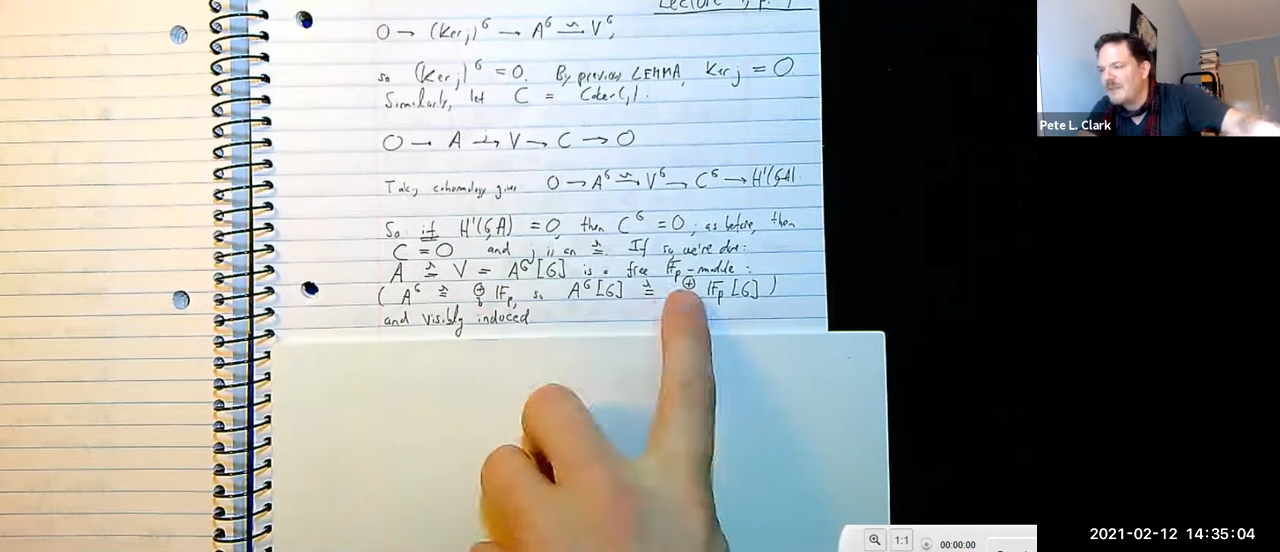 Lecture
0 → (Ker j)^G → A^G ≅→ V^G,
so (Ker j)^G = 0. By previous LEMMA, Ker j = 0
Similarly, let C = Coker(j).
0 → A →j V → C → 0
Taking cohomology gives 0 → A^G ≅→ V^G → C^G → H^1(G,A).
So if H^1(G,A) = 0, then C^G = 0; as before, then
C = 0 and j is an ≅. If so, we're done:
A ≅ V = A^G[G] is a free F_p-module:
(A^G ≅ ⊕ F_p, so A^G[G] ≅ ⊕ F_p[G])
and visibly induced.
Pete L. Clark
1:1
00:00:00
2021-02-12 14:35:04